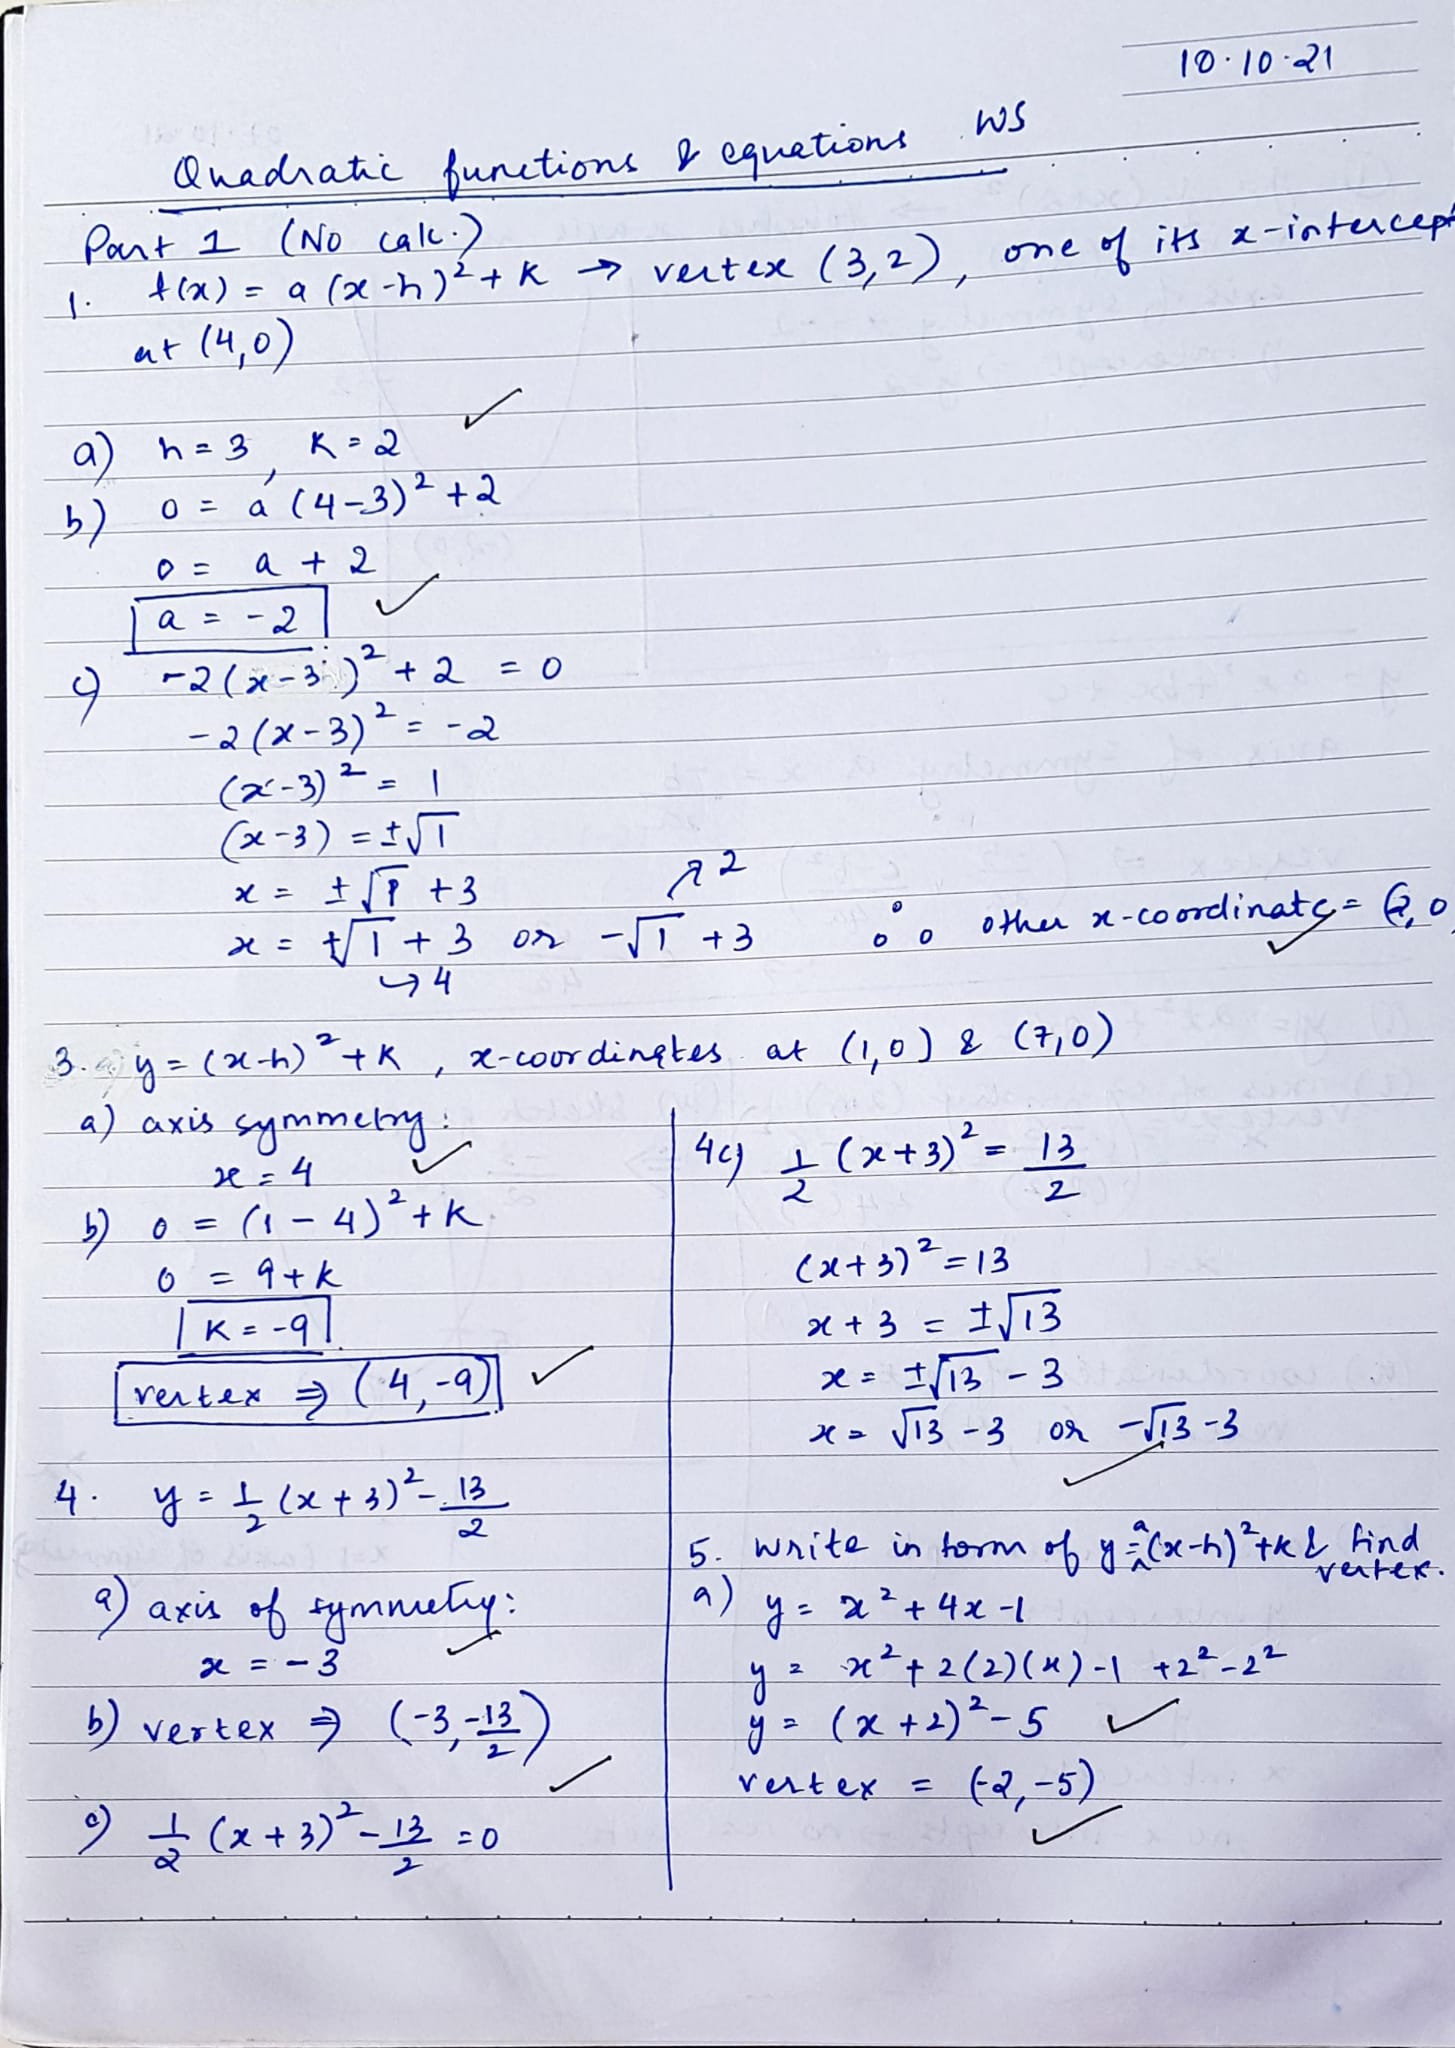 10.10.21
Quadratic functions & equations WS
Part 1 (No calc.)
1. f(x) = a (x-h)² + k → vertex (3,2), one of its x-intercept
at (4,0)
a) h = 3, k = 2 ✓
b) 0 = a (4-3)² + 2
0 = a + 2
a = -2 ✓
c) -2(x-3)² + 2 = 0
-2(x-3)² = -2
(x-3)² = 1
(x-3) = ±√1
x = ±√1 + 3
x = +√1 + 3 or -√1 + 3 ∴ other x-coordinate = (2,0
↳ 4
↗ 2
3. y = (x-h)² + k, x-coordinates at (1,0) & (7,0)
a) axis symmetry:
x = 4 ✓
b) 0 = (1-4)² + k
0 = 9 + k
k = -9
vertex ⇒ (4,-9) ✓
4. y = 1/2 (x+3)² - 13/2
a) axis of symmetry:
x = -3 ✓
b) vertex ⇒ (-3, -13/2) ✓
c) 1/2 (x+3)² - 13/2 = 0
4c) 1/2 (x+3)² = 13/2
(x+3)² = 13
x + 3 = ±√13
x = ±√13 - 3
x = √13 - 3 or -√13 - 3 ✓
5. Write in form of y = a(x-h)² + k & find
vertex.
a) y = x² + 4x - 1
y = x² + 2(2)(x) - 1 + 2² - 2²
y = (x+2)² - 5 ✓
vertex = (-2,-5) ✓